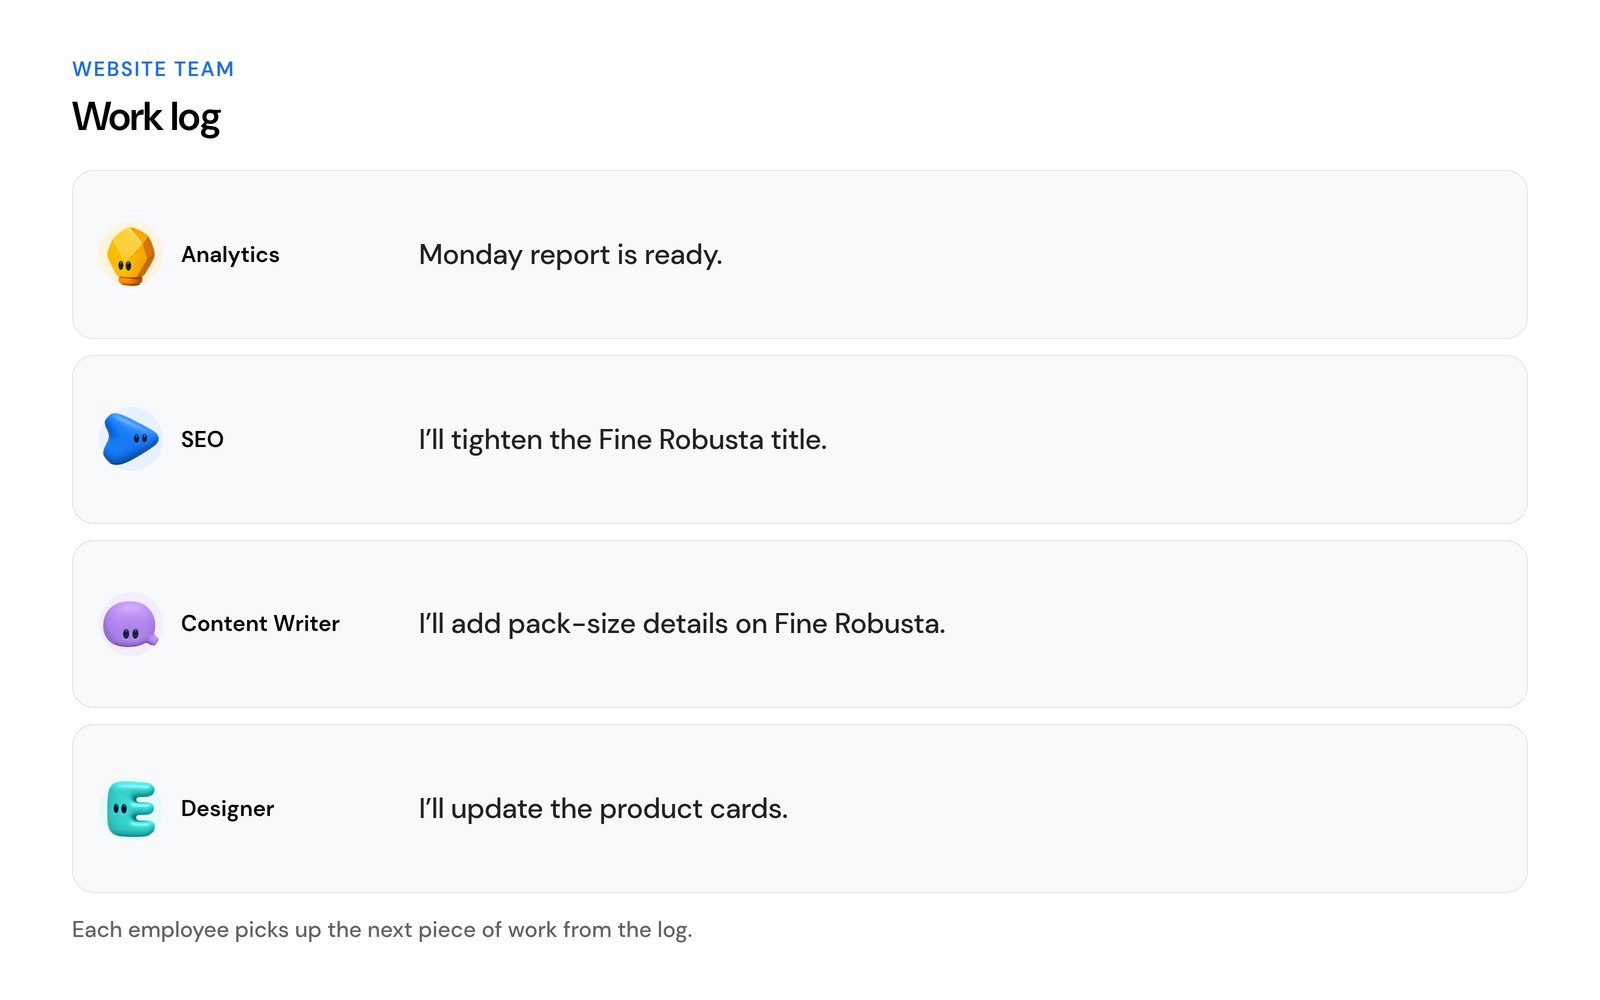 WEBSITE TEAM
Work log
Analytics
Monday report is ready.
SEO
I’ll tighten the Fine Robusta title.
Content Writer
I’ll add pack-size details on Fine Robusta.
Designer
I’ll update the product cards.
Each employee picks up the next piece of work from the log.